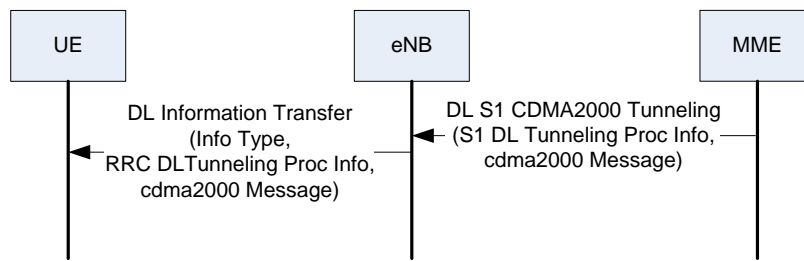 UE
eNB
MME
DL Information Transfer
(Info Type,
RRC DLTunneling Proc Info,
cdma2000 Message)
DL S1 CDMA2000 Tunneling
(S1 DL Tunneling Proc Info,
cdma2000 Message)